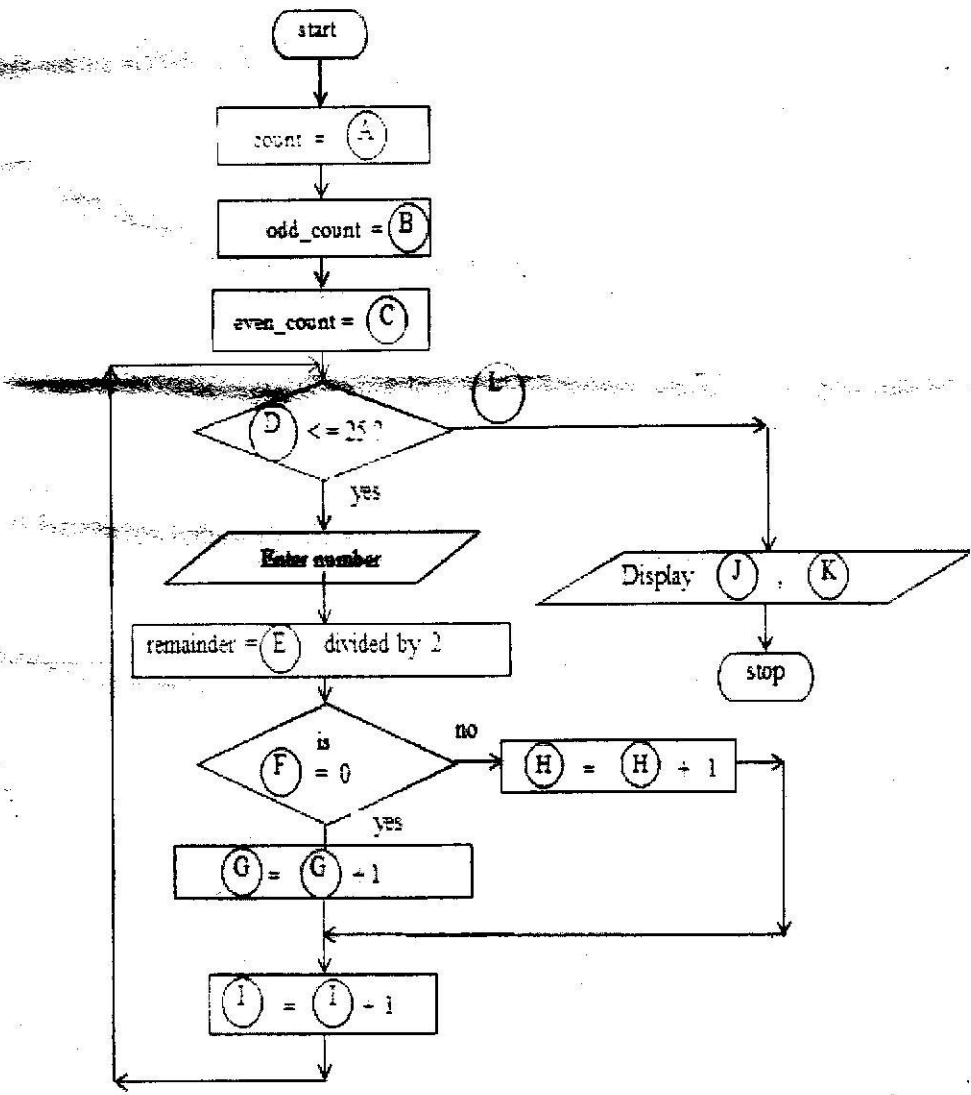 start
count = A
odd_count = B
even_count = C
D <= 25 ?
L
yes
Enter number
Display J , K
remainder = E divided by 2
stop
is
F = 0
no
H = H + 1
yes
G = G + 1
I = I + 1